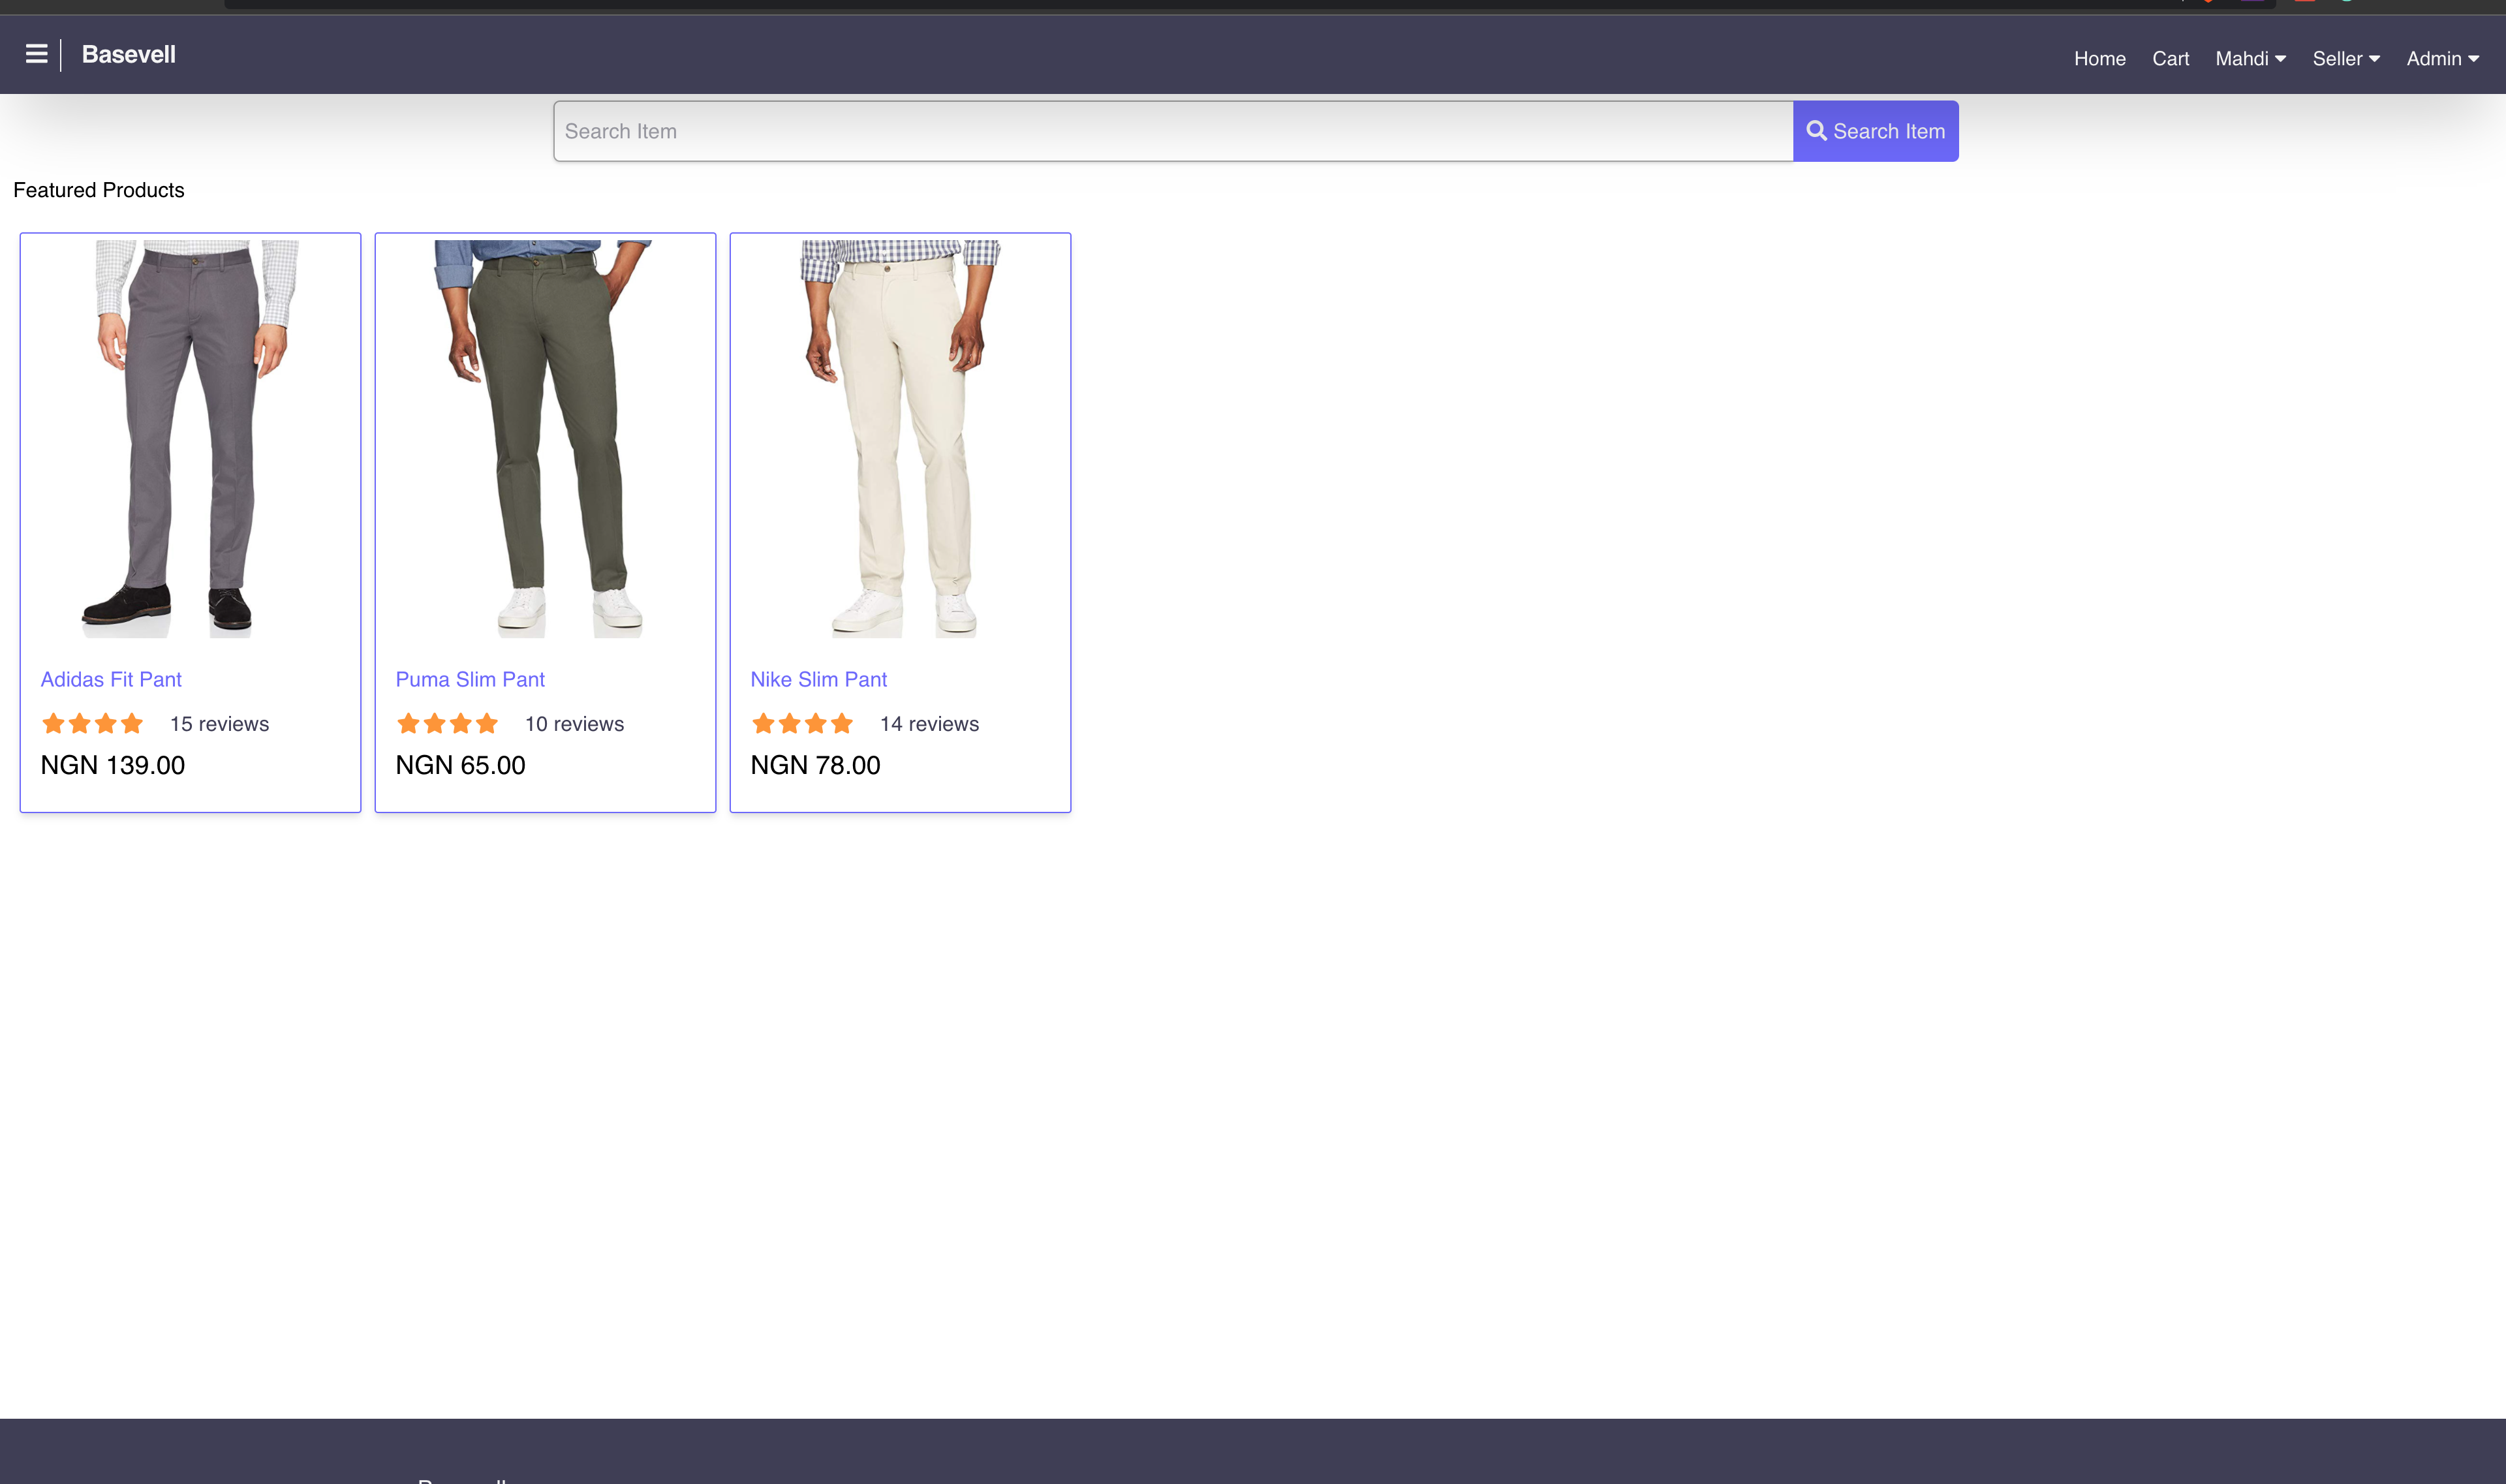 Basevell
Home Cart Mahdi Seller Admin
Search Item
Search Item
Featured Products
Adidas Fit Pant
15 reviews
NGN 139.00
Puma Slim Pant
10 reviews
NGN 65.00
Nike Slim Pant
14 reviews
NGN 78.00